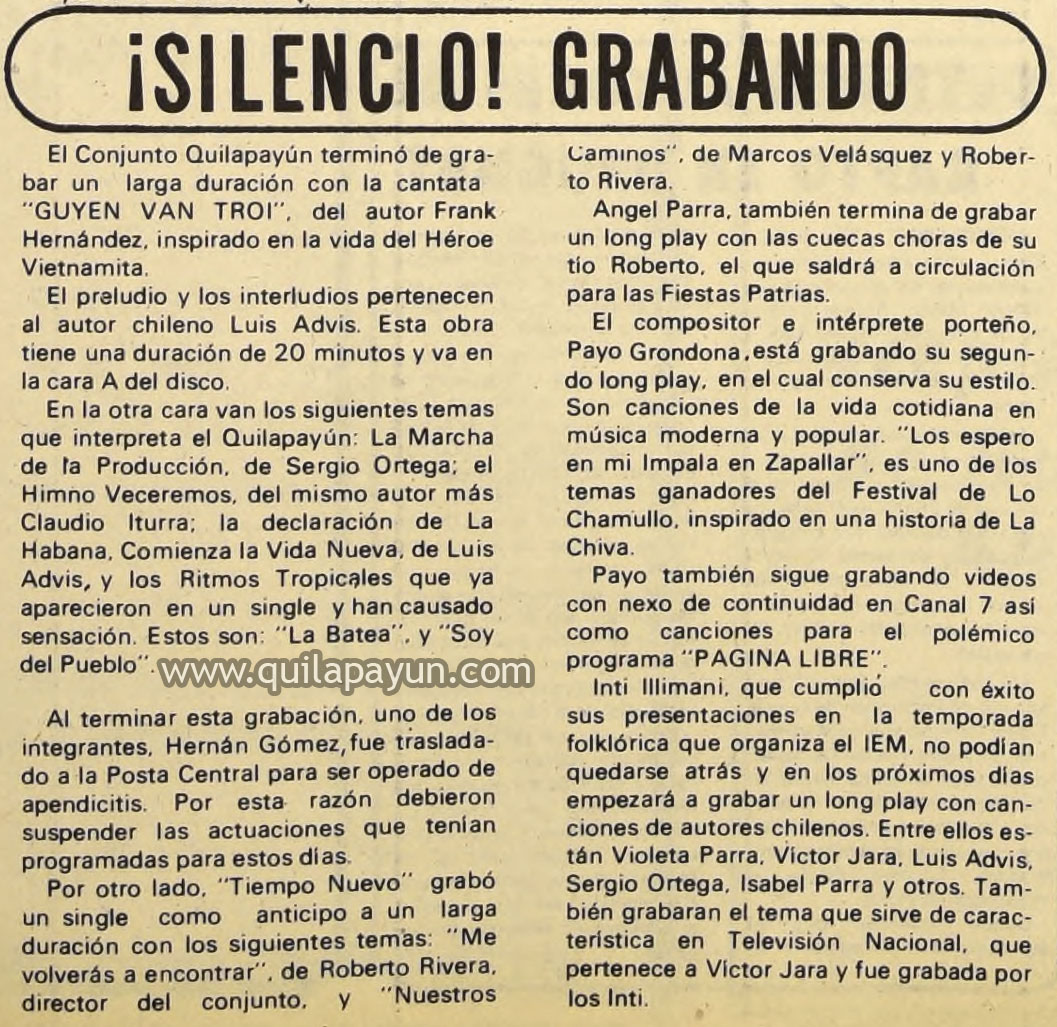 ¡SILENCIO! GRABANDO
El Conjunto Quilapayún terminó de gra-
bar un larga duración con la cantata
"GUYEN VAN TROI", del autor Frank
Hernández, inspirado en la vida del Héroe
Vietnamita.
El preludio y los interludios pertenecen
al autor chileno Luis Advis. Esta obra
tiene una duración de 20 minutos y va en
la cara A del disco.
En la otra cara van los siguientes temas
que interpreta el Quilapayún: La Marcha
de la Producción, de Sergio Ortega; el
Himno Veceremos, del mismo autor más
Claudio Iturra; la declaración de La
Habana, Comienza la Vida Nueva, de Luis
Advis, y los Ritmos Tropicales que ya
aparecieron en un single y han causado
sensación. Estos son: "La Batea", y "Soy
del Pueblo".
www.quilapayun.com
Al terminar esta grabación, uno de los
integrantes, Hernán Gómez, fue traslada-
do a la Posta Central para ser operado de
apendicitis. Por esta razón debieron
suspender las actuaciones que tenían
programadas para estos días.
Por otro lado, "Tiempo Nuevo" grabó
un single como anticipo a un larga
duración con los siguientes temas: "Me
volverás a encontrar", de Roberto Rivera,
director del conjunto, y "Nuestros
Caminos", de Marcos Velásquez y Rober-
to Rivera.
Angel Parra, también termina de grabar
un long play con las cuecas choras de su
tío Roberto, el que saldrá a circulación
para las Fiestas Patrias.
El compositor e intérprete porteño,
Payo Grondona, está grabando su segun-
do long play, en el cual conserva su estilo.
Son canciones de la vida cotidiana en
música moderna y popular. "Los espero
en mi Impala en Zapallar", es uno de los
temas ganadores del Festival de Lo
Chamullo, inspirado en una historia de La
Chiva.
Payo también sigue grabando videos
con nexo de continuidad en Canal 7 así
como canciones para el polémico
programa "PAGINA LIBRE".
Inti Illimani, que cumplió con éxito
sus presentaciones en la temporada
folklórica que organiza el IEM, no podían
quedarse atrás y en los próximos días
empezará a grabar un long play con can-
ciones de autores chilenos. Entre ellos es-
tán Violeta Parra, Víctor Jara, Luis Advis,
Sergio Ortega, Isabel Parra y otros. Tam-
bién grabaran el tema que sirve de carac-
terística en Televisión Nacional, que
pertenece a Víctor Jara y fue grabada por
los Inti.